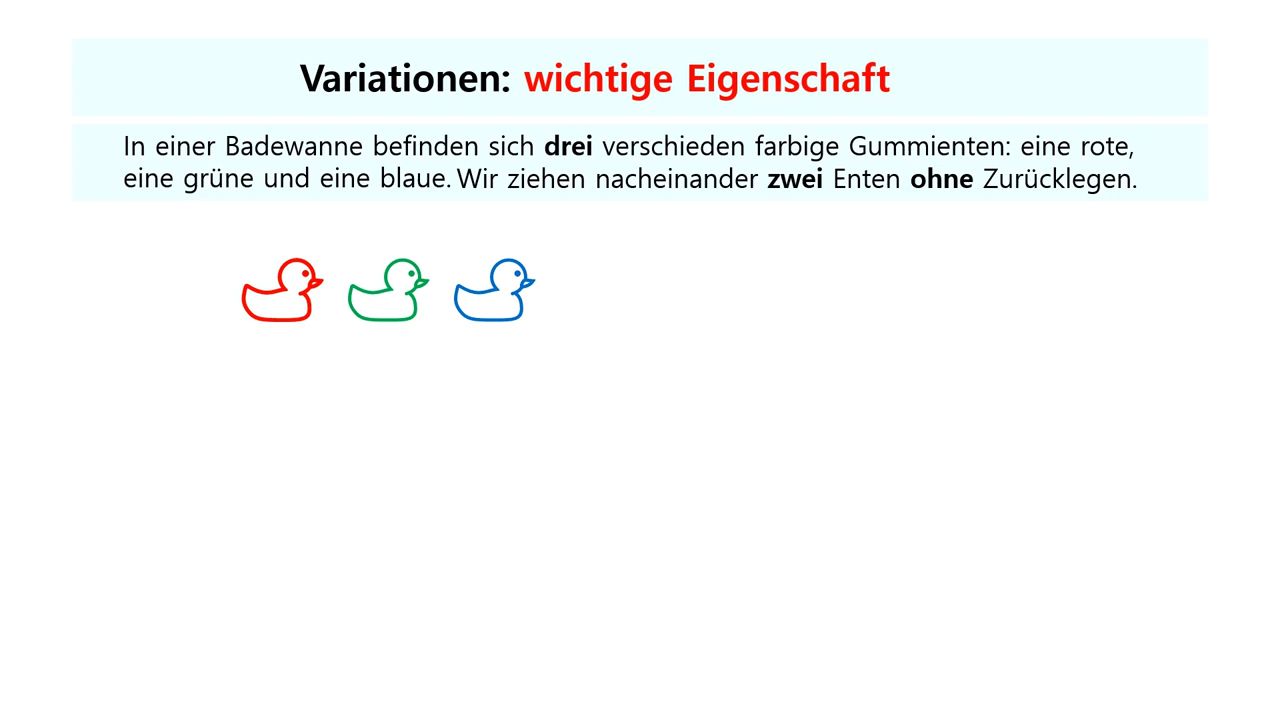 Variationen: wichtige Eigenschaft
In einer Badewanne befinden sich drei verschieden farbige Gummienten: eine rote,
eine grüne und eine blaue. Wir ziehen nacheinander zwei Enten ohne Zurücklegen.